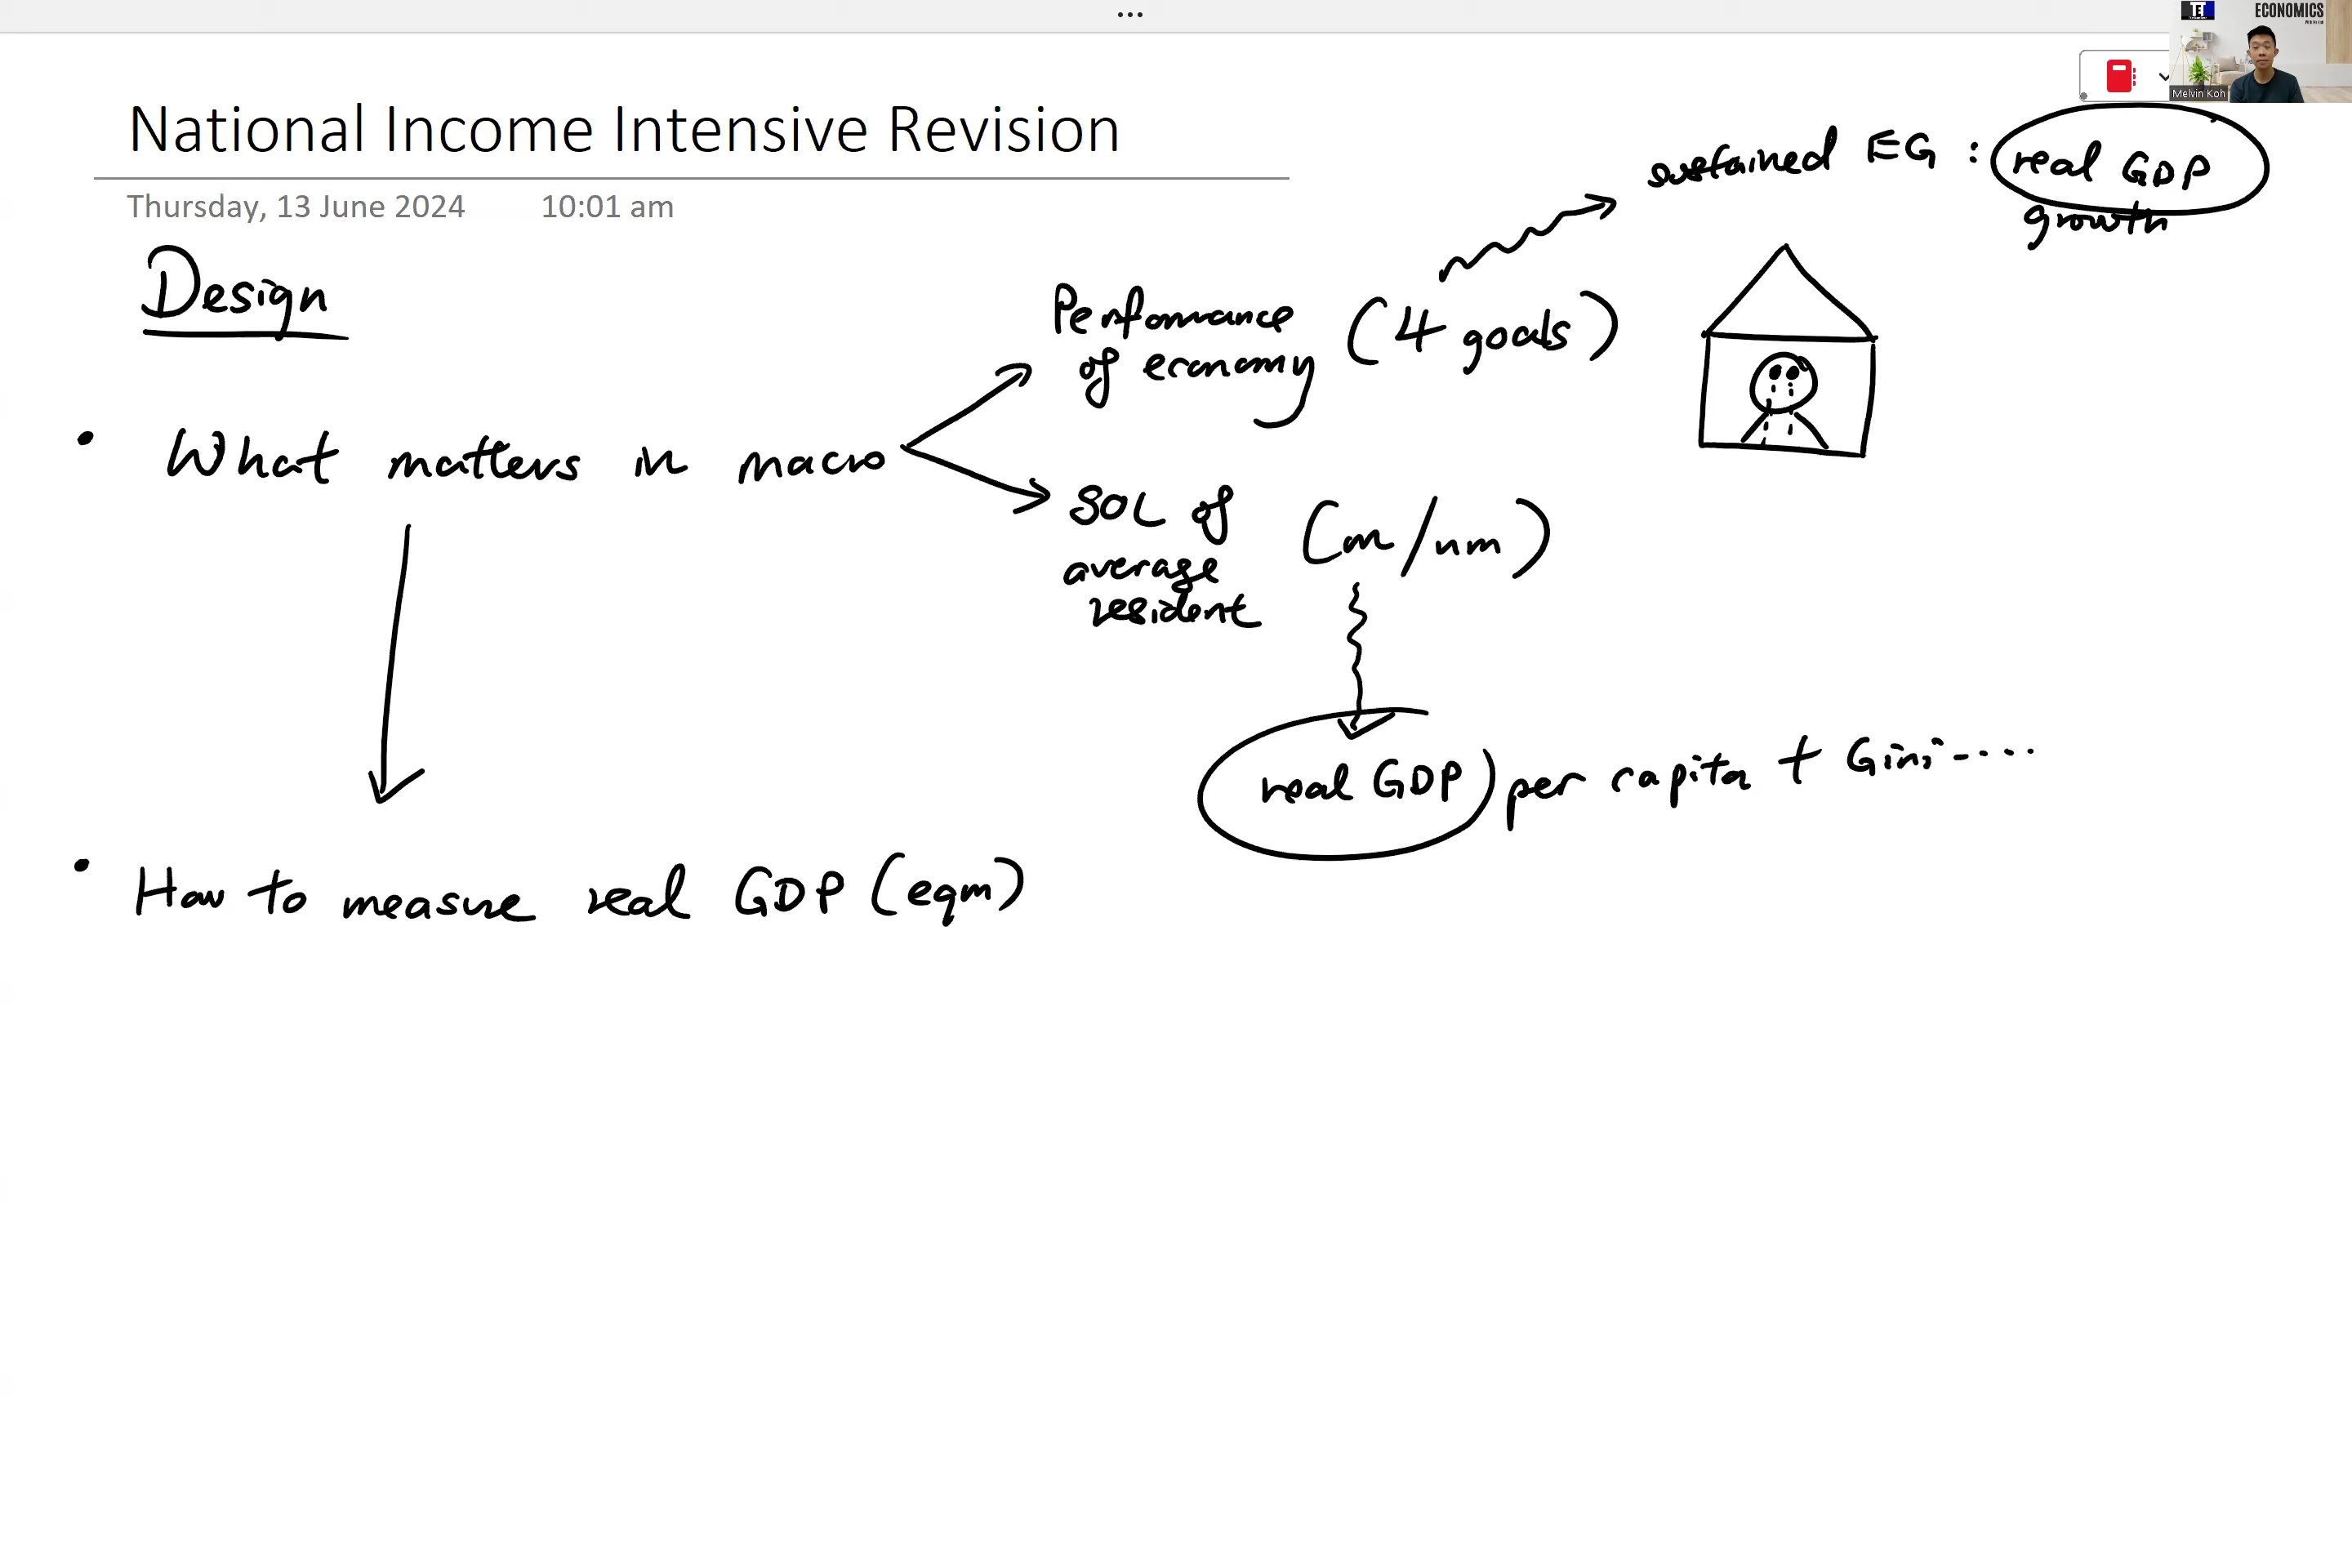 ECONOMICS
Melvin Koh
National Income Intensive Revision
Thursday, 13 June 2024 10:01 am
sustained EG : real GDP
growth
Design
Performance
of economy (4 goals)
• What matters in macro
SOL of (m/nm)
average
resident
real GDP per capita + Gini ....
• How to measure real GDP (eqm)